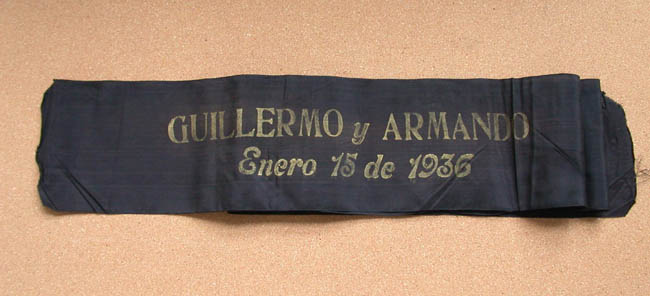 GUILLERMO y ARMANDO
Enero 15 de 1936